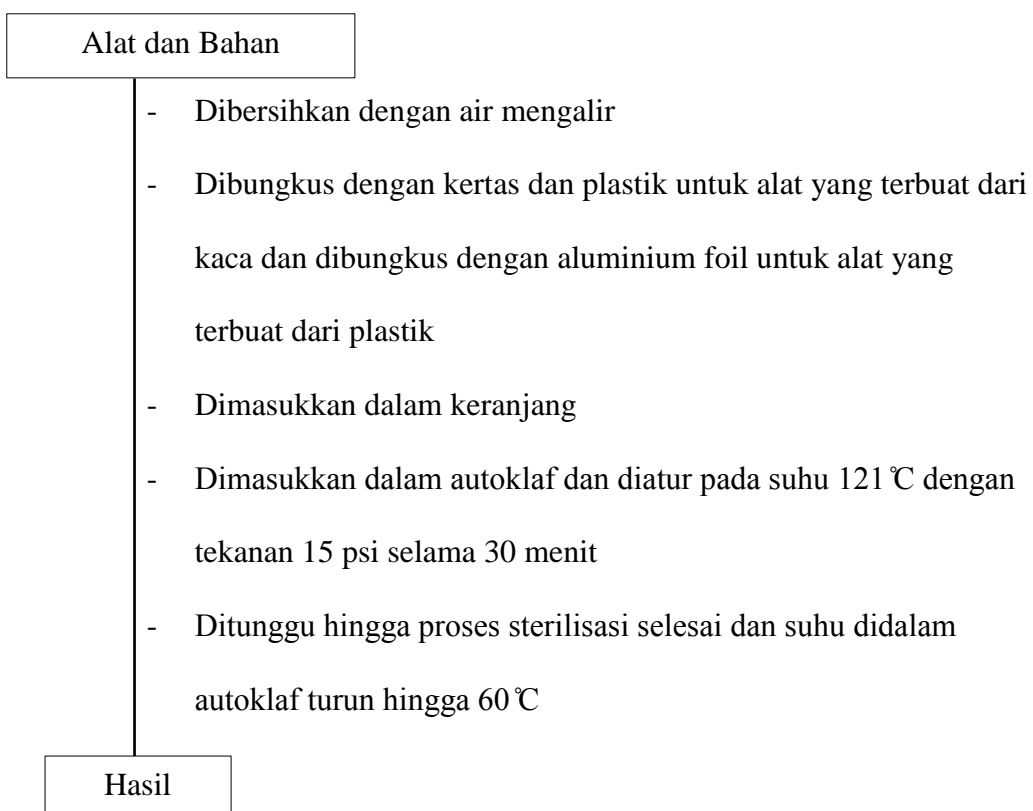 Alat dan Bahan
- Dibersihkan dengan air mengalir
- Dibungkus dengan kertas dan plastik untuk alat yang terbuat dari
kaca dan dibungkus dengan aluminium foil untuk alat yang
terbuat dari plastik
- Dimasukkan dalam keranjang
- Dimasukkan dalam autoklaf dan diatur pada suhu 121℃ dengan
tekanan 15 psi selama 30 menit
- Ditunggu hingga proses sterilisasi selesai dan suhu didalam
autoklaf turun hingga 60℃
Hasil